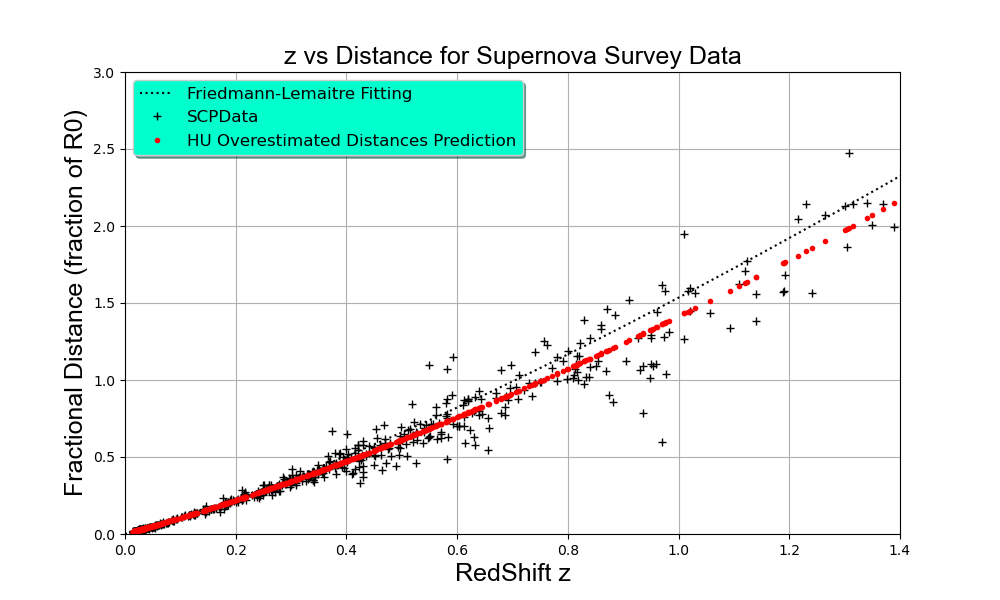 z vs Distance for Supernova Survey Data
Friedmann-Lemaitre Fitting
SCPData
HU Overestimated Distances Prediction
Fractional Distance (fraction of R0)
3.0
2.5
2.0
1.5
1.0
0.5
0.0
0.0 0.2 0.4 0.6 0.8 1.0 1.2 1.4
RedShift z